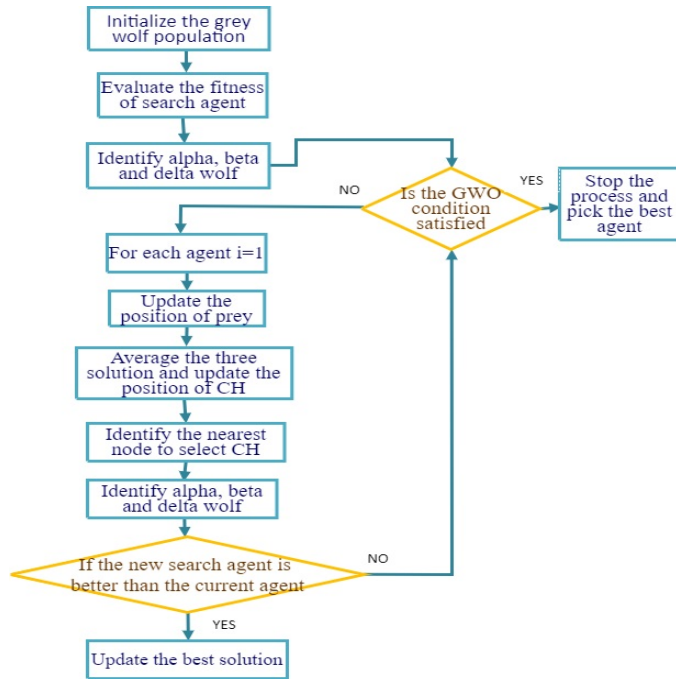 Initialize the grey
wolf population
Evaluate the fitness
of search agent
Identify alpha, beta
and delta wolf
NO
Is the GWO
condition
satisfied
YES
Stop the
process and
pick the best
agent
For each agent i=1
Update the
position of prey
Average the three
solution and update the
position of CH
Identify the nearest
node to select CH
Identify alpha, beta
and delta wolf
If the new search agent is
better than the current agent
NO
YES
Update the best solution